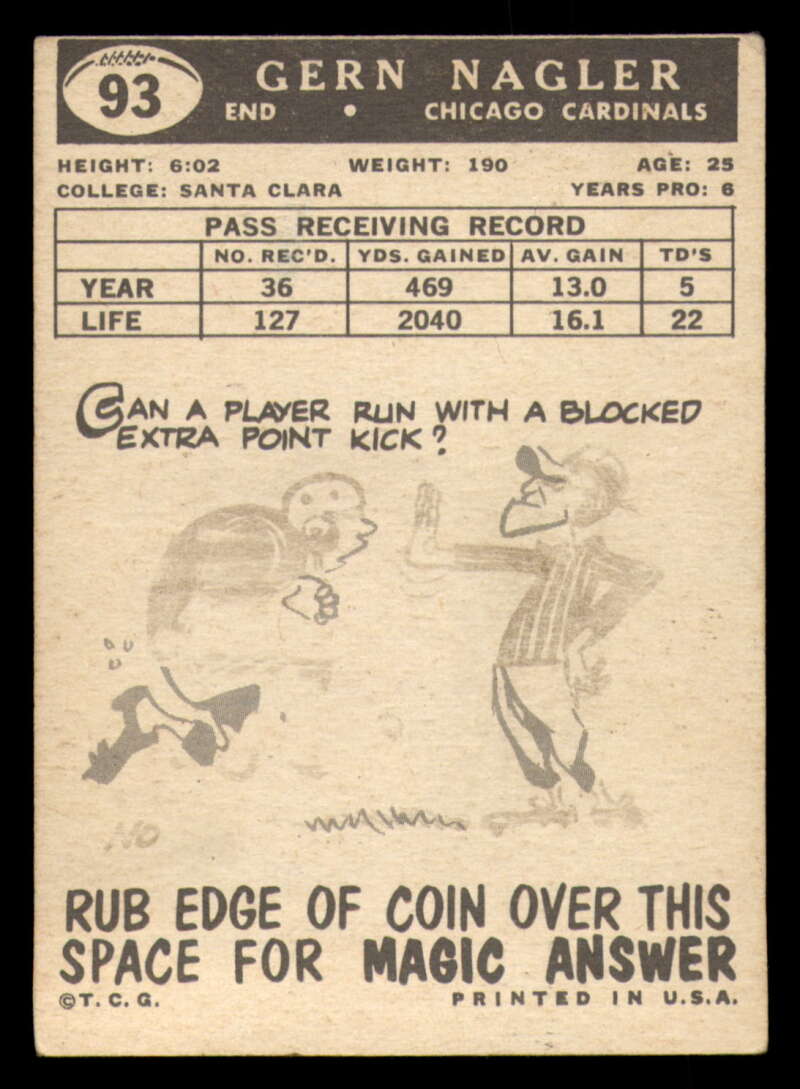 93
GERN NAGLER
END • CHICAGO CARDINALS
HEIGHT: 6:02 WEIGHT: 190 AGE: 25
COLLEGE: SANTA CLARA YEARS PRO: 6
PASS RECEIVING RECORD
NO. REC'D. YDS. GAINED AV. GAIN TD'S
YEAR 36 469 13.0 5
LIFE 127 2040 16.1 22
CAN A PLAYER RUN WITH A BLOCKED
EXTRA POINT KICK?
NO
RUB EDGE OF COIN OVER THIS
SPACE FOR MAGIC ANSWER
©T.C.G. PRINTED IN U.S.A.